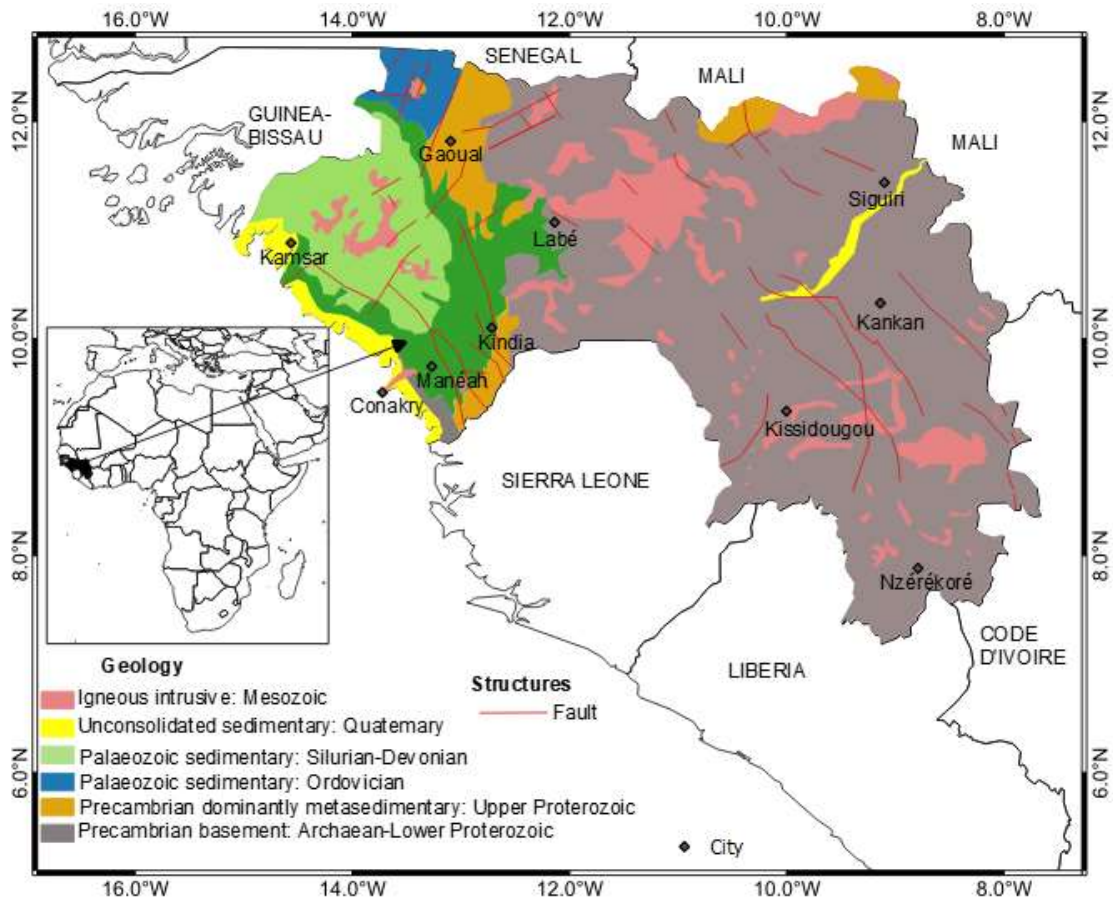 16.0°W 14.0°W 12.0°W 10.0°W 8.0°W
SENEGAL
MALI
12.0°N 12.0°N
GUINEA-
BISSAU
Gaoual
MALI
Siguiri
Labé
Kamsar
Kankan
10.0°N 10.0°N
Kindia
Manéah
Conakry
Kissidougou
SIERRA LEONE
8.0°N 8.0°N
Nzérékoré
CODE
D'IVOIRE
LIBERIA
Geology
Igneous intrusive: Mesozoic
Unconsolidated sedimentary: Quaternary
Palaeozoic sedimentary: Silurian-Devonian
Palaeozoic sedimentary: Ordovician
Precambrian dominantly metasedimentary: Upper Proterozoic
Precambrian basement: Archaean-Lower Proterozoic
Structures
Fault
City
6.0°N 6.0°N
16.0°W 14.0°W 12.0°W 10.0°W 8.0°W